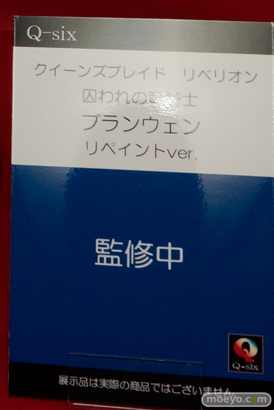 Q-six
クイーンズブレイド リベリオン
囚われの竜騎士
ブランウェン
リペイントver.
監修中
Q-six
展示品は実際の商品ではございません
moeyo.com